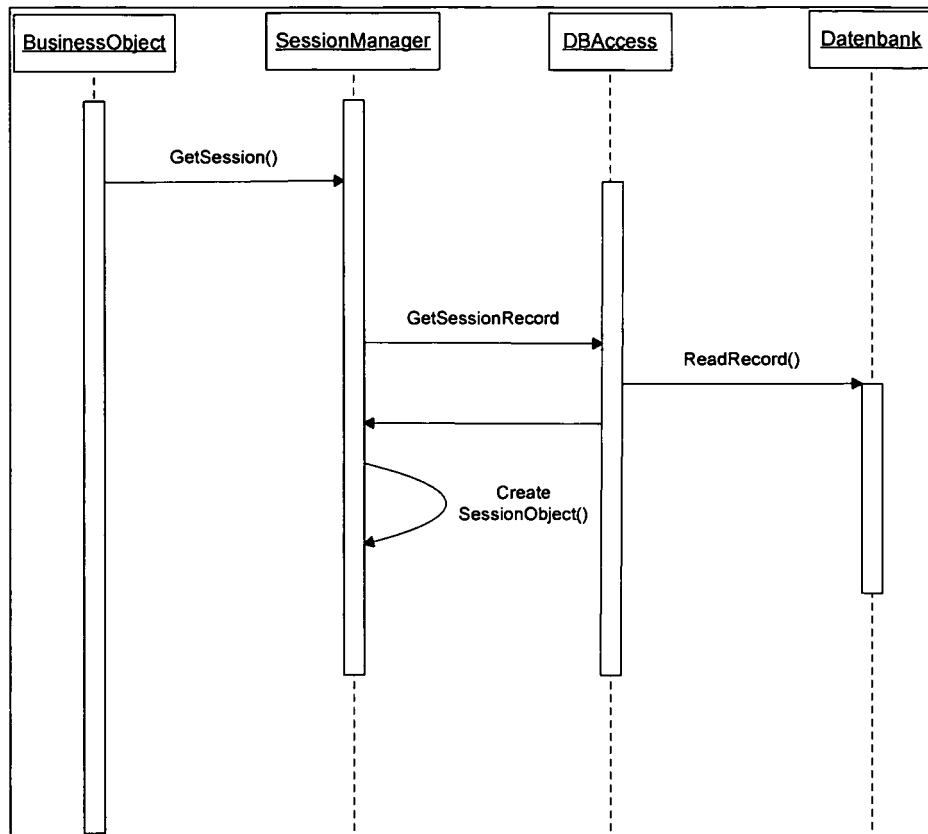 BusinessObject
SessionManager
DBAccess
Datenbank
GetSession()
GetSessionRecord
ReadRecord()
Create
SessionObject()